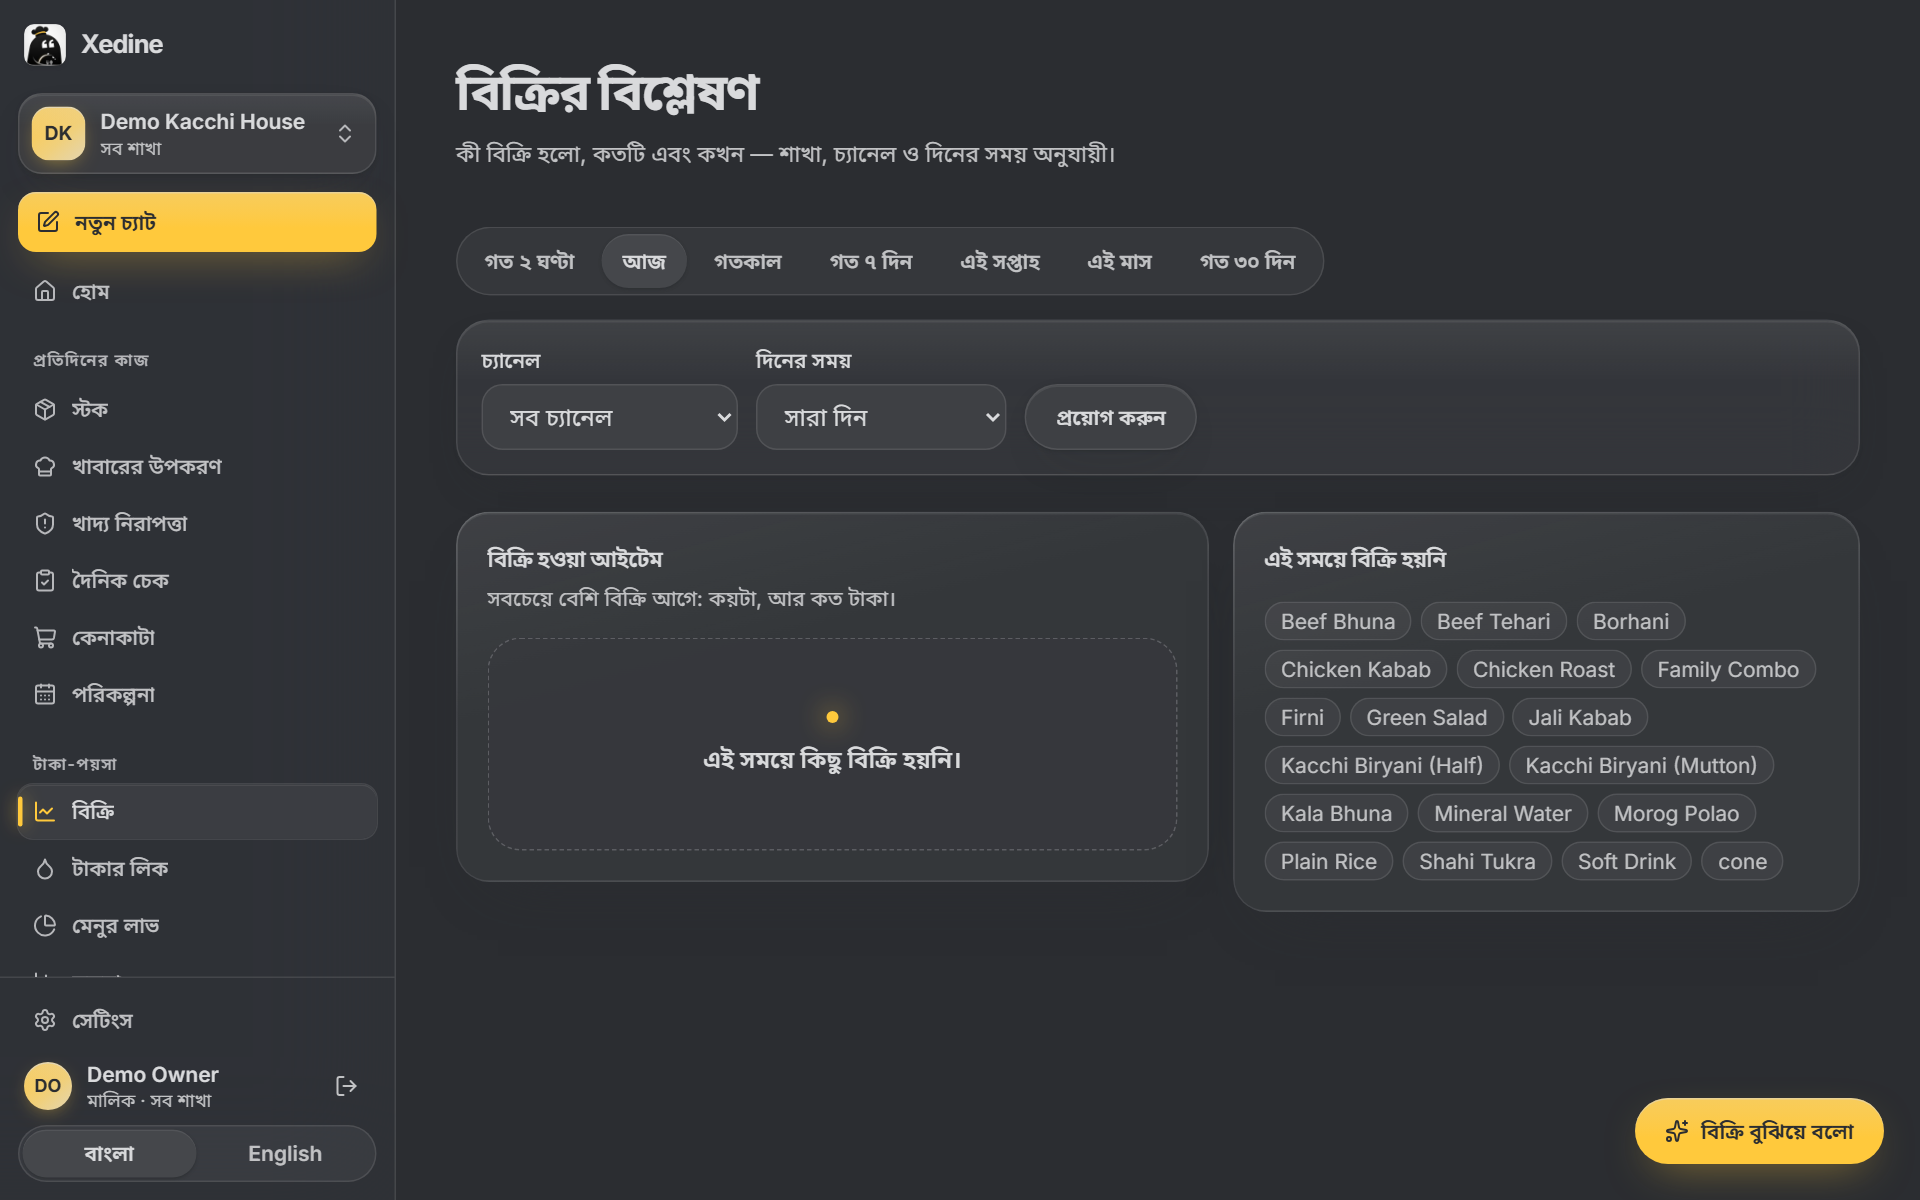 Xedine
DK
Demo Kacchi House
সব শাখা
নতুন চ্যাট
হোম
প্রতিদিনের কাজ
স্টক
খাবারের উপকরণ
খাদ্য নিরাপত্তা
দৈনিক চেক
কেনাকাটা
পরিকল্পনা
টাকা-পয়সা
বিক্রি
টাকার লিক
মেনুর লাভ
সেটিংস
DO
Demo Owner
মালিক · সব শাখা
বাংলা English
বিক্রির বিশ্লেষণ
কী বিক্রি হলো, কতটি এবং কখন — শাখা, চ্যানেল ও দিনের সময় অনুযায়ী।
গত ২ ঘণ্টা আজ গতকাল গত ৭ দিন এই সপ্তাহ এই মাস গত ৩০ দিন
চ্যানেল দিনের সময়
সব চ্যানেল সারা দিন প্রয়োগ করুন
বিক্রি হওয়া আইটেম
সবচেয়ে বেশি বিক্রি আগে: কয়টা, আর কত টাকা।
এই সময়ে কিছু বিক্রি হয়নি।
এই সময়ে বিক্রি হয়নি
Beef Bhuna Beef Tehari Borhani
Chicken Kabab Chicken Roast Family Combo
Firni Green Salad Jali Kabab
Kacchi Biryani (Half) Kacchi Biryani (Mutton)
Kala Bhuna Mineral Water Morog Polao
Plain Rice Shahi Tukra Soft Drink cone
বিক্রি বুঝিয়ে বলো